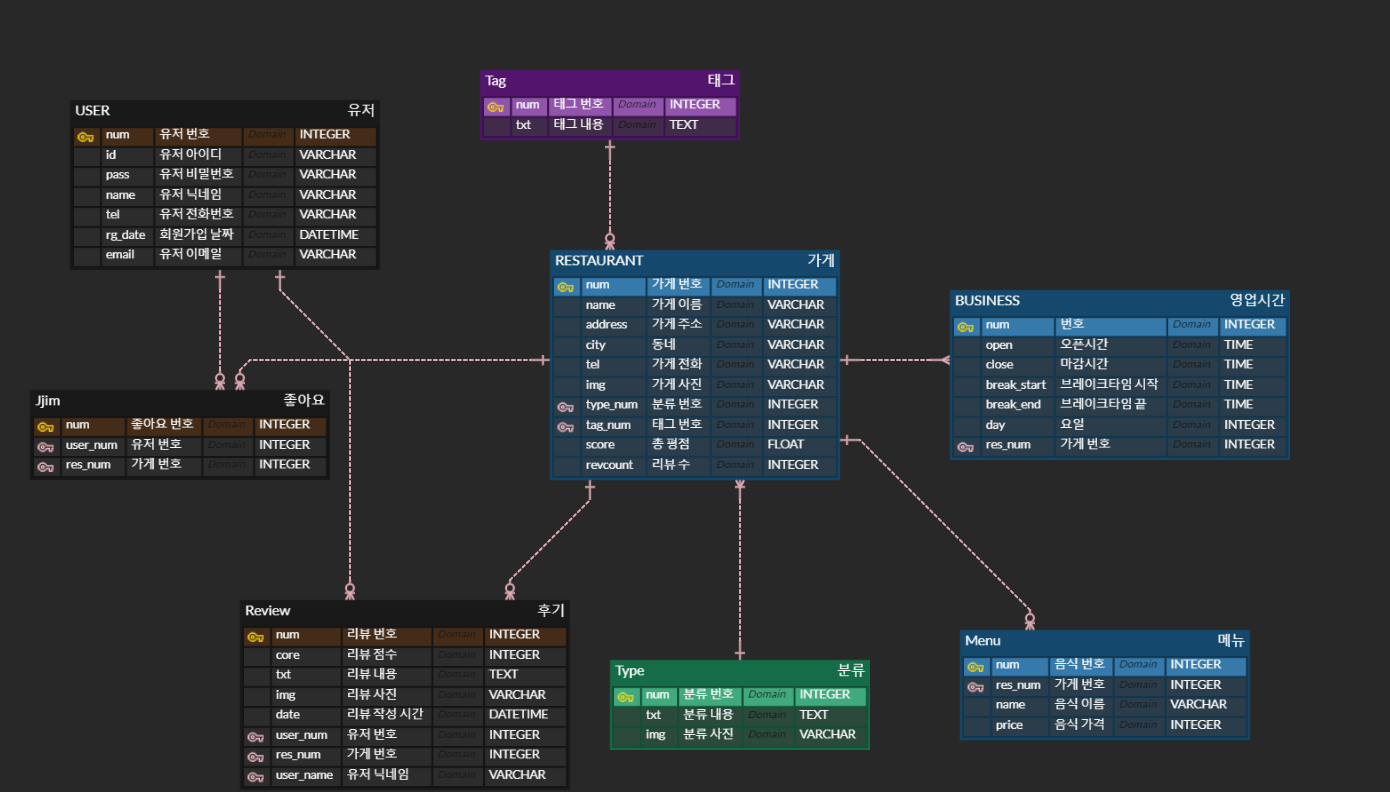 Tag 태그
num 태그 번호 Domain INTEGER
txt 태그 내용 Domain TEXT
USER 유저
num 유저 번호 Domain INTEGER
id 유저 아이디 Domain VARCHAR
pass 유저 비밀번호 Domain VARCHAR
name 유저 닉네임 Domain VARCHAR
tel 유저 전화번호 Domain VARCHAR
rg_date 회원가입 날짜 Domain DATETIME
email 유저 이메일 Domain VARCHAR
RESTAURANT 가게
num 가게 번호 Domain INTEGER
name 가게 이름 Domain VARCHAR
address 가게 주소 Domain VARCHAR
city 동네 Domain VARCHAR
tel 가게 전화 Domain VARCHAR
img 가게 사진 Domain VARCHAR
type_num 분류 번호 Domain INTEGER
tag_num 태그 번호 Domain INTEGER
score 총 평점 Domain FLOAT
revcount 리뷰 수 Domain INTEGER
BUSINESS 영업시간
num 번호 Domain INTEGER
open 오픈시간 Domain TIME
close 마감시간 Domain TIME
break_start 브레이크타임 시작 Domain TIME
break_end 브레이크타임 끝 Domain TIME
day 요일 Domain INTEGER
res_num 가게 번호 Domain INTEGER
Jjim 좋아요
num 좋아요 번호 Domain INTEGER
user_num 유저 번호 Domain INTEGER
res_num 가게 번호 Domain INTEGER
Review 후기
num 리뷰 번호 Domain INTEGER
core 리뷰 점수 Domain INTEGER
txt 리뷰 내용 Domain TEXT
img 리뷰 사진 Domain VARCHAR
date 리뷰 작성 시간 Domain DATETIME
user_num 유저 번호 Domain INTEGER
res_num 가게 번호 Domain INTEGER
user_name 유저 닉네임 Domain VARCHAR
Type 분류
num 분류 번호 Domain INTEGER
txt 분류 내용 Domain TEXT
img 분류 사진 Domain VARCHAR
Menu 메뉴
num 음식 번호 Domain INTEGER
res_num 가게 번호 Domain INTEGER
name 음식 이름 Domain VARCHAR
price 음식 가격 Domain INTEGER